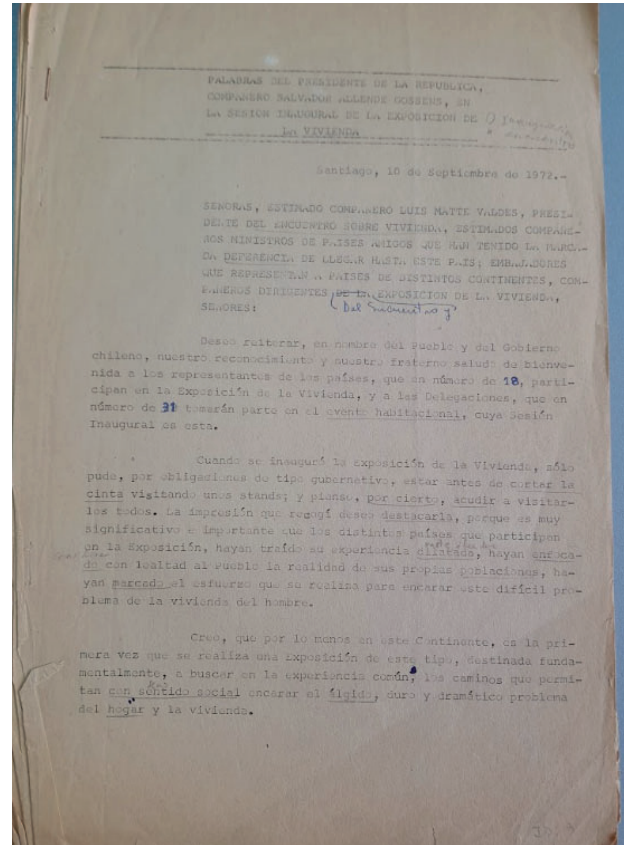 PALABRAS DEL PRESIDENTE DE LA REPUBLICA,
COMPAÑERO SALVADOR ALLENDE GOSSENS, EN
LA SESION INAUGURAL DE LA EXPOSICION DE
LA VIVIENDA
Santiago, 10 de Septiembre de 1972.-
SEÑORAS, ESTIMADO COMPAÑERO LUIS MATTE VALDES, PRESI-
DENTE DEL ENCUENTRO SOBRE VIVIENDA, ESTIMADOS COMPAÑE-
ROS MINISTROS DE PAISES AMIGOS QUE HAN TENIDO LA MARCA-
DA DEFERENCIA DE LLEGAR HASTA ESTE PAIS; EMBAJADORES
QUE REPRESENTAN A PAISES DE DISTINTOS CONTINENTES, COM-
PAÑEROS DIRIGENTES DE LA EXPOSICION DE LA VIVIENDA,
SEÑORES:
Del Encuentro y
Deseo reiterar, en nombre del Pueblo y del Gobierno
chileno, nuestro reconocimiento y nuestro fraterno saludo de bienve-
nida a los representantes de los países, que en número de 18, parti-
cipan en la Exposición de la Vivienda, y a las Delegaciones, que en
número de 31 tomarán parte en el evento habitacional, cuya Sesión
Inaugural es esta.
Cuando se inauguró la exposición de la Vivienda, sólo
pude, por obligaciones de tipo gubernativo, estar antes de cortar la
cinta visitando unos stands; y pienso, por cierto, acudir a visitar-
los todos. La impresión que recogí deseo destacarla, porque es muy
significativo e importante que los distintos países que participan
en la Exposición, hayan traído su experiencia dilatada, hayan enfoca-
do con lealtad al Pueblo la realidad de sus propias poblaciones, ha-
yan marcado el esfuerzo que se realiza para encarar este difícil pro-
blema de la vivienda del hombre.
Creo, que por lo menos en este Continente, es la pri-
mera vez que se realiza una Exposición de este tipo, destinada funda-
mentalmente, a buscar en la experiencia común, los caminos que permi-
tan con sentido social encarar el álgido, duro y dramático problema
del hogar y la vivienda.